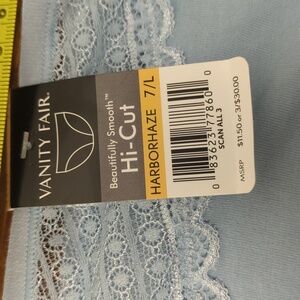 VANITY FAIR.
Beautifully Smooth™
Hi-Cut
HARBORHAZE 7/L
0 83623 77860 0
SCAN ALL 3
MSRP $11.50 or 3/$30.00